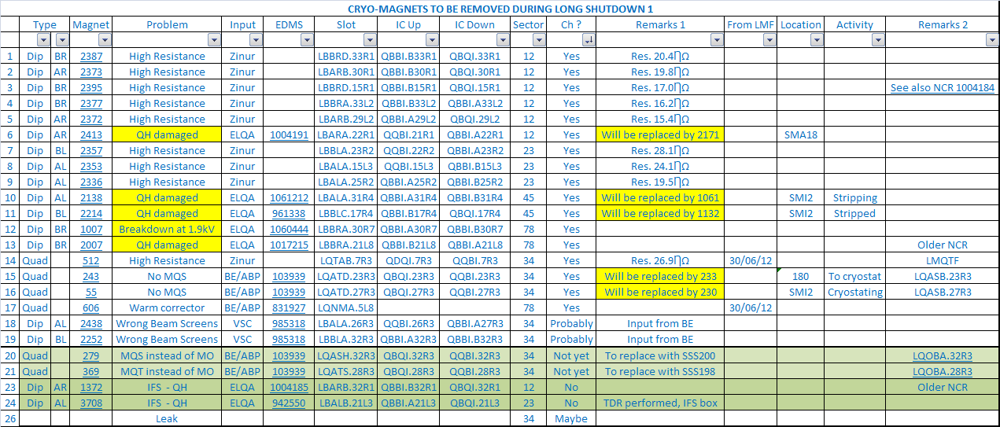 CRYO-MAGNETS TO BE REMOVED DURING LONG SHUTDOWN 1
Type Magnet Problem Input EDMS Slot IC Up IC Down Sector Ch ? Remarks 1 From LMF Location Activity Remarks 2
1 Dip BR 2387 High Resistance Zinur LBBRD.33R1 QBBI.B33R1 QBQI.33R1 12 Yes Res. 20.4⋂Ω
2 Dip AR 2373 High Resistance Zinur LBARB.30R1 QBBI.B30R1 QBQI.30R1 12 Yes Res. 19.8⋂Ω
3 Dip BR 2395 High Resistance Zinur LBBRD.15R1 QBBI.B15R1 QBQI.15R1 12 Yes Res. 17.0⋂Ω See also NCR 1004184
4 Dip BR 2377 High Resistance Zinur LBBRA.33L2 QBBI.B33L2 QBBI.A33L2 12 Yes Res. 16.2⋂Ω
5 Dip AR 2372 High Resistance Zinur LBARB.29L2 QBBI.A29L2 QBQI.29L2 12 Yes Res. 15.4⋂Ω
6 Dip AR 2413 QH damaged ELQA 1004191 LBARA.22R1 QQBI.21R1 QBBI.A22R1 12 Yes Will be replaced by 2171 SMA18
7 Dip BL 2357 High Resistance Zinur LBBLA.23R2 QQBI.22R2 QBBI.A23R2 23 Yes Res. 28.1⋂Ω
8 Dip AL 2353 High Resistance Zinur LBALA.15L3 QQBI.15L3 QBBI.B15L3 23 Yes Res. 24.1⋂Ω
9 Dip AL 2336 High Resistance Zinur LBALA.25R2 QBBI.A25R2 QBBI.B25R2 23 Yes Res. 19.5⋂Ω
10 Dip AL 2138 QH damaged ELQA 1061212 LBALA.31R4 QBBI.A31R4 QBBI.B31R4 45 Yes Will be replaced by 1061 SMI2 Stripping
11 Dip BL 2214 QH damaged ELQA 961338 LBBLC.17R4 QBBI.B17R4 QBQI.17R4 45 Yes Will be replaced by 1132 SMI2 Stripped
12 Dip BR 1007 Breakdown at 1.9kV ELQA 1060444 LBBRA.30R7 QBBI.A30R7 QBBI.B30R7 78 Yes
13 Dip BR 2007 QH damaged ELQA 1017215 LBBRA.21L8 QBBI.B21L8 QBBI.A21L8 78 Yes Older NCR
14 Quad 512 High Resistance Zinur LQTAB.7R3 QDQI.7R3 QQBI.7R3 34 Yes Res. 26.9⋂Ω 30/06/12 LMQTF
15 Quad 243 No MQS BE/ABP 103939 LQATD.23R3 QBQI.23R3 QQBI.23R3 34 Yes Will be replaced by 233 180 To cryostat LQASB.23R3
16 Quad 55 No MQS BE/ABP 103939 LQATD.27R3 QBQI.27R3 QQBI.27R3 34 Yes Will be replaced by 230 SMI2 Cryostating LQASB.27R3
17 Quad 606 Warm corrector BE/ABP 831927 LQNMA.5L8 78 Yes 30/06/12
18 Dip AL 2438 Wrong Beam Screens VSC 985318 LBALA.26R3 QQBI.26R3 QBBI.A27R3 34 Probably Input from BE
19 Dip BL 2252 Wrong Beam Screens VSC 985318 LBBLA.32R3 QBBI.A32R3 QBBI.B32R3 34 Probably Input from BE
20 Quad 279 MQS instead of MO BE/ABP 103939 LQASH.32R3 QBQI.32R3 QQBI.32R3 34 Not yet To replace with SSS200 LQOBA.32R3
21 Quad 369 MQT instead of MO BE/ABP 103939 LQATS.28R3 QBQI.28R3 QQBI.28R3 34 Not yet To replace with SSS198 LQOBA.28R3
23 Dip AR 1372 IFS - QH ELQA 1004185 LBARB.32R1 QBBI.B32R1 QBQI.32R1 12 No Older NCR
24 Dip AL 3708 IFS - QH ELQA 942550 LBALB.21L3 QBBI.A21L3 QBQI.21L3 23 No TDR performed, IFS box
26 Leak 34 Maybe